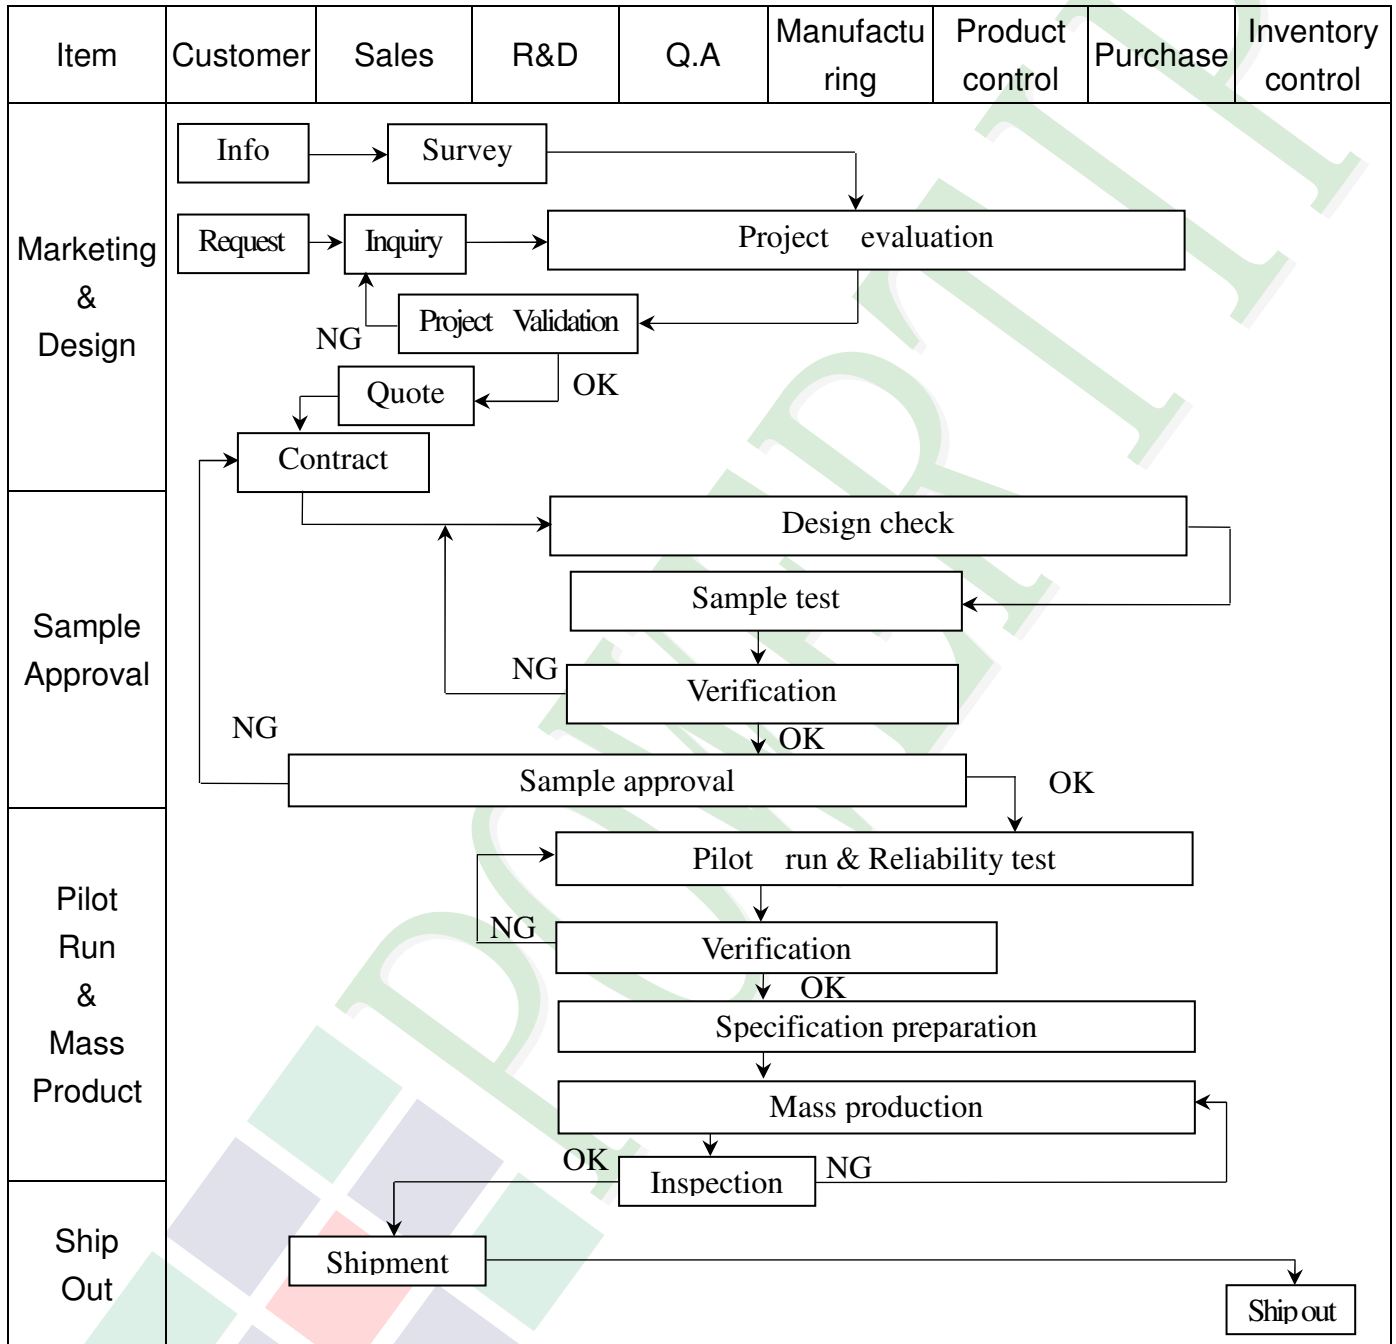 Item
Customer
Sales
R&D
Q.A
Manufactu
ring
Product
control
Purchase
Inventory
control
Marketing
&
Design
Info
Survey
Request
Inquiry
Project evaluation
NG
Project Validation
OK
Quote
Contract
Sample
Approval
Design check
Sample test
NG
Verification
NG
OK
Sample approval
OK
Pilot
Run
&
Mass
Product
Pilot run & Reliability test
NG
Verification
OK
Specification preparation
Mass production
OK
Inspection
NG
Ship
Out
Shipment
Ship out
POWERTIP